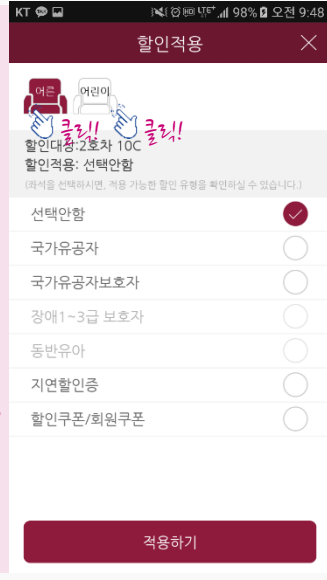 KT LTE+ 98% 오전 9:48
할인적용
어른 어린이
클릭!! 클릭!!
할인대상:2호차 10C
할인적용: 선택안함
(좌석을 선택하시면, 적용 가능한 할인 유형을 확인하실 수 있습니다.)
선택안함
국가유공자
국가유공자보호자
장애1~3급 보호자
동반유아
지연할인증
할인쿠폰/회원쿠폰
적용하기